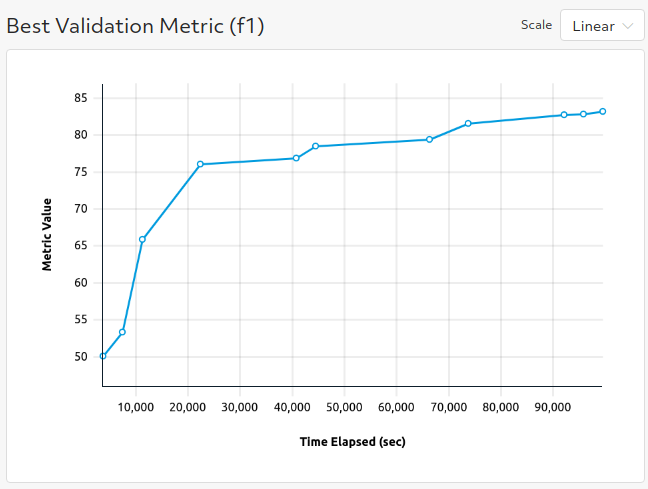 Best Validation Metric (f1)
Scale
Linear
85
80
75
70
65
60
55
50
Metric Value
10,000 20,000 30,000 40,000 50,000 60,000 70,000 80,000 90,000
Time Elapsed (sec)